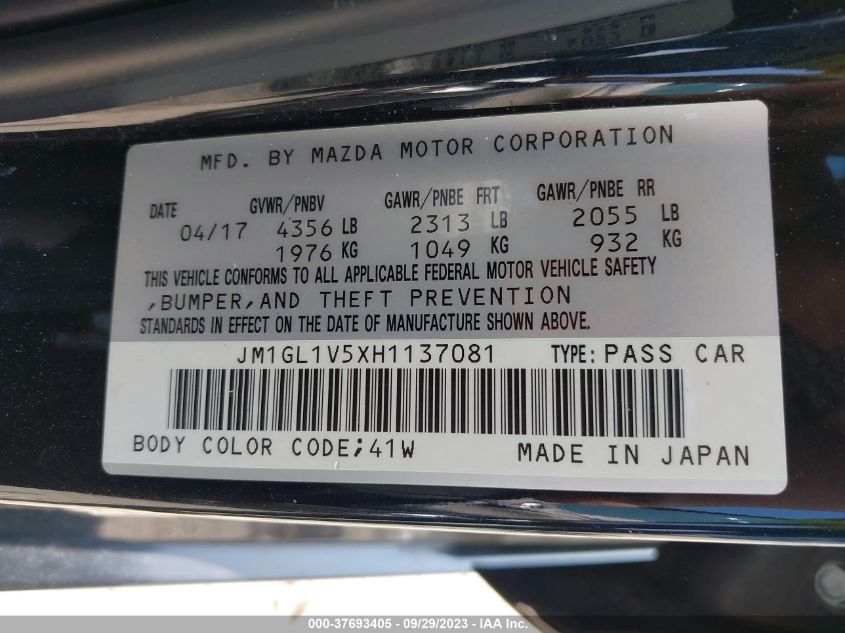 MFD. BY MAZDA MOTOR CORPORATION
DATE GVWR/PNBV GAWR/PNBE FRT GAWR/PNBE RR
04/17 4356 LB 2313 LB 2055 LB
1976 KG 1049 KG 932 KG
THIS VEHICLE CONFORMS TO ALL APPLICABLE FEDERAL MOTOR VEHICLE SAFETY
,BUMPER,AND THEFT PREVENTION
STANDARDS IN EFFECT ON THE DATE OF MANUFACTURE SHOWN ABOVE.
JM1GL1V5XH1137081 TYPE: PASS CAR
BODY COLOR CODE;41W MADE IN JAPAN
000-37693405 - 09/29/2023 - IAA Inc.